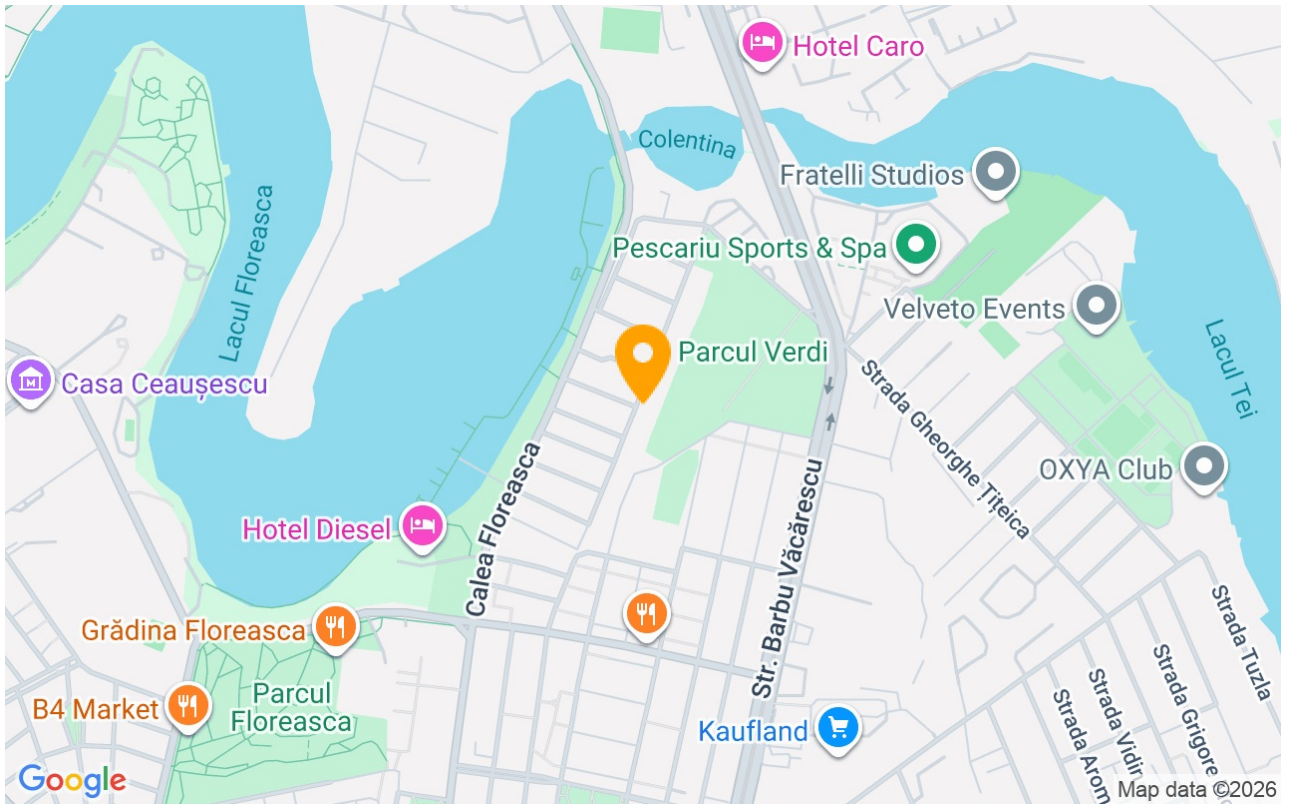 Hotel Caro
Colentina
Fratelli Studios
Lacul Floreasca
Pescariu Sports & Spa
Velveto Events
Lacul Tei
Parcul Verdi
Casa Ceaușescu
Strada Gheorghe Țițeica
OXYA Club
Calea Floreasca
Str. Barbu Văcărescu
Hotel Diesel
Grădina Floreasca
Strada Tuzla
Strada Grigore
Strada Vidir
Strada Arom
Parcul
Floreasca
B4 Market
Kaufland
Google
Map data ©2026